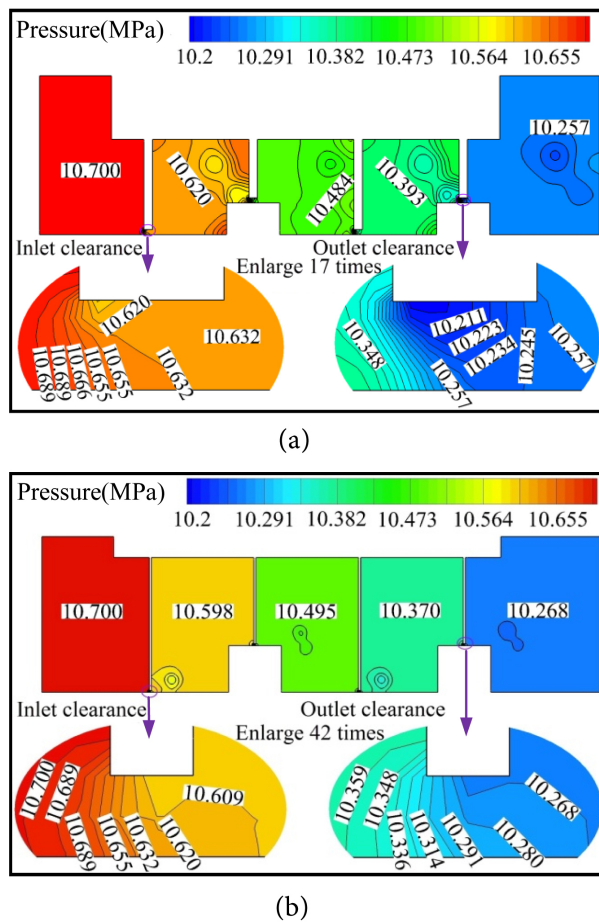 Pressure(MPa)
10.2 10.291 10.382 10.473 10.564 10.655
10.700 10.620 10.484 10.393 10.257
Inlet clearance Outlet clearance
Enlarge 17 times
10.620 10.632
10.689 10.689 10.666 10.655 10.655 10.632
10.348 10.211 10.223 10.234 10.245 10.257 10.257
(a)
Pressure(MPa)
10.2 10.291 10.382 10.473 10.564 10.655
10.700 10.598 10.495 10.370 10.268
Inlet clearance Outlet clearance
Enlarge 42 times
10.700 10.689 10.609
10.689 10.655 10.632 10.620
10.359 10.348 10.268
10.336 10.314 10.291 10.280
(b)